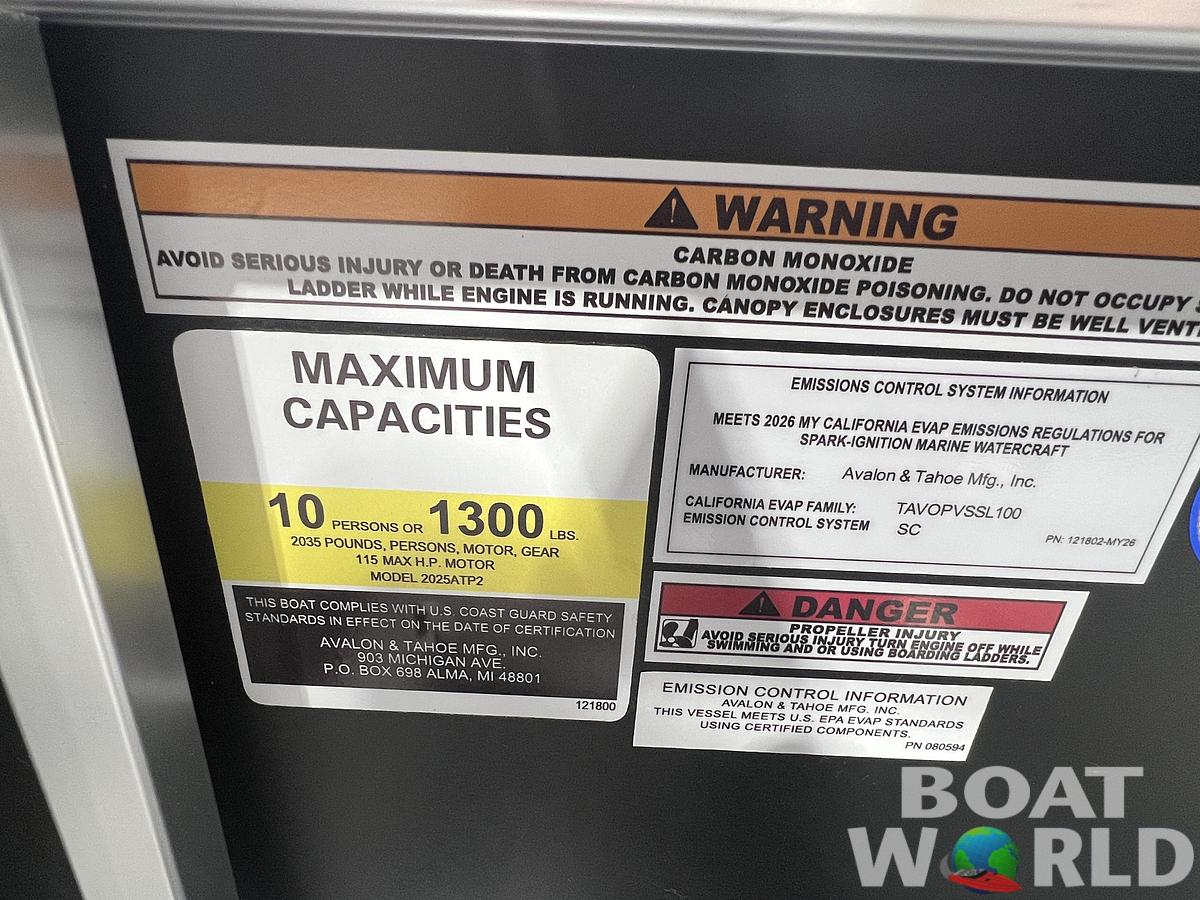 WARNING
CARBON MONOXIDE
AVOID SERIOUS INJURY OR DEATH FROM CARBON MONOXIDE POISONING. DO NOT OCCUPY
LADDER WHILE ENGINE IS RUNNING. CANOPY ENCLOSURES MUST BE WELL VENT
MAXIMUM
CAPACITIES
10 PERSONS OR 1300 LBS.
2035 POUNDS, PERSONS, MOTOR, GEAR
115 MAX H.P. MOTOR
MODEL 2025ATP2
THIS BOAT COMPLIES WITH U.S. COAST GUARD SAFETY
STANDARDS IN EFFECT ON THE DATE OF CERTIFICATION
AVALON & TAHOE MFG., INC.
903 MICHIGAN AVE.
P.O. BOX 698 ALMA, MI 48801
121800
EMISSIONS CONTROL SYSTEM INFORMATION
MEETS 2026 MY CALIFORNIA EVAP EMISSIONS REGULATIONS FOR
SPARK-IGNITION MARINE WATERCRAFT
MANUFACTURER: Avalon & Tahoe Mfg., Inc.
CALIFORNIA EVAP FAMILY: TAVOPVSSL100
EMISSION CONTROL SYSTEM SC
PN: 121802-MY26
DANGER
PROPELLER INJURY
AVOID SERIOUS INJURY TURN ENGINE OFF WHILE
SWIMMING AND OR USING BOARDING LADDERS.
EMISSION CONTROL INFORMATION
AVALON & TAHOE MFG. INC.
THIS VESSEL MEETS U.S. EPA EVAP STANDARDS
USING CERTIFIED COMPONENTS.
PN 080594
BOAT
WORLD